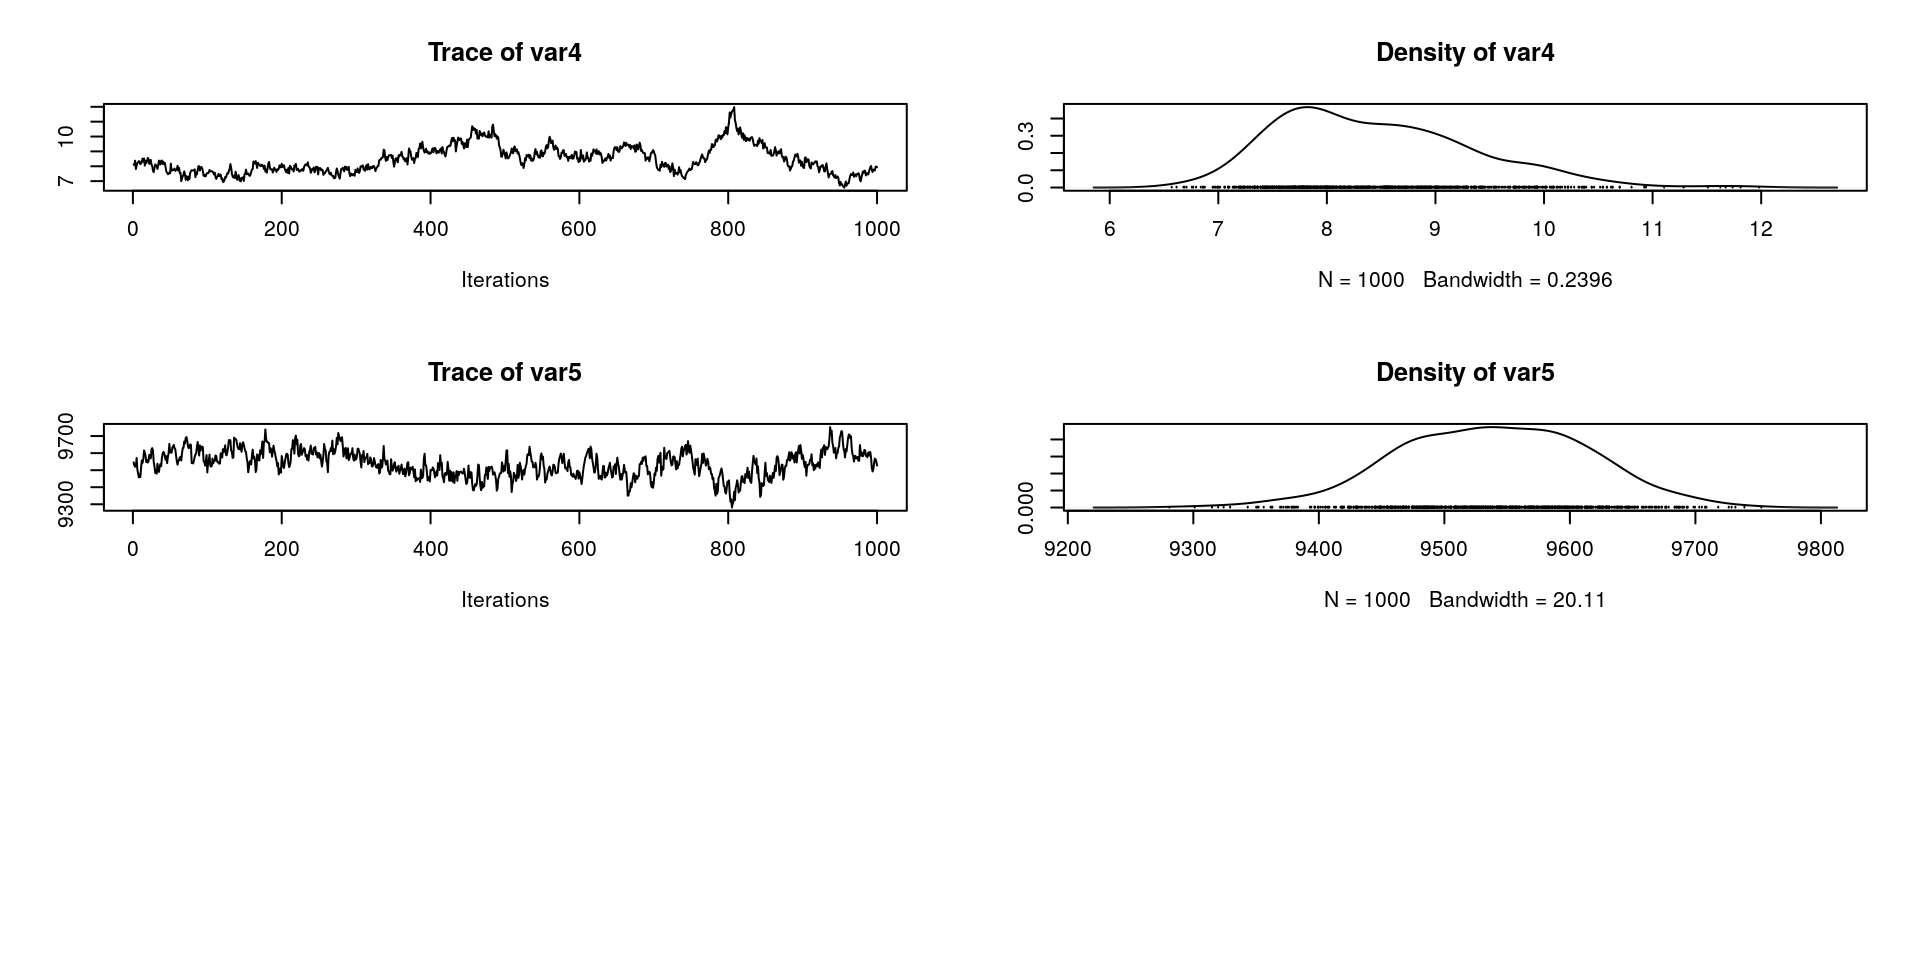 Trace of var4
7 10
0 200 400 600 800 1000
Iterations
Density of var4
0.0 0.3
6 7 8 9 10 11 12
N = 1000 Bandwidth = 0.2396
Trace of var5
9300 9700
0 200 400 600 800 1000
Iterations
Density of var5
0.000
9200 9300 9400 9500 9600 9700 9800
N = 1000 Bandwidth = 20.11